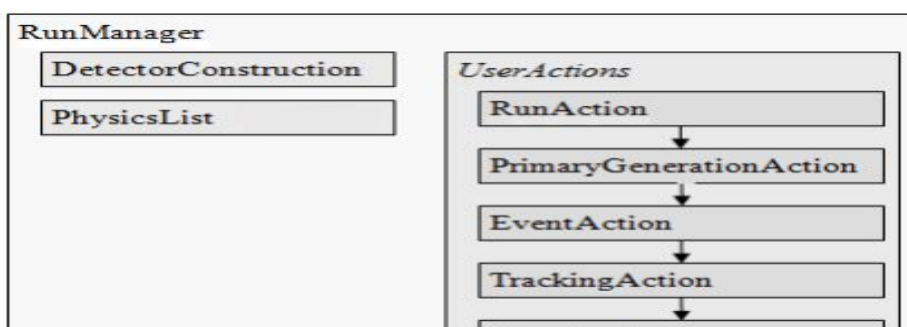 RunManager
DetectorConstruction
PhysicsList
UserActions
RunAction
PrimaryGenerationAction
EventAction
TrackingAction